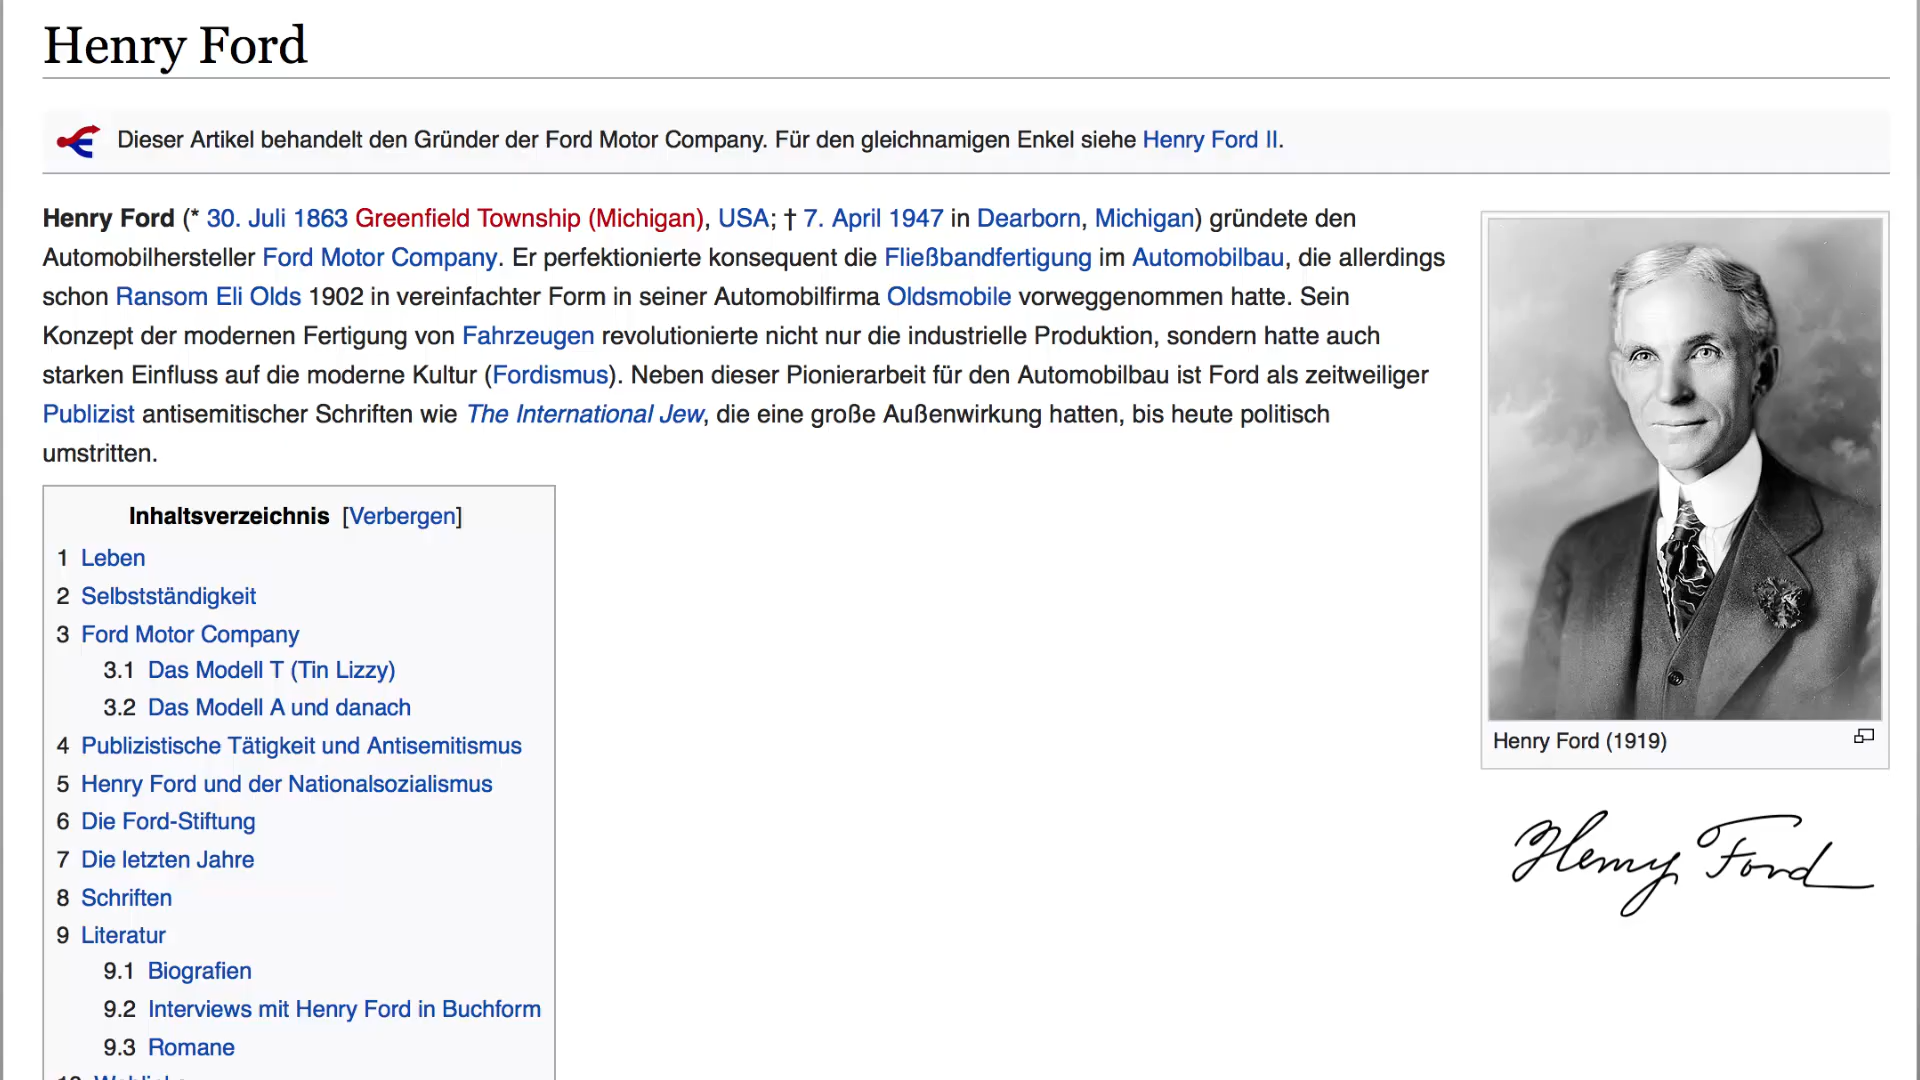 Henry Ford
Dieser Artikel behandelt den Gründer der Ford Motor Company. Für den gleichnamigen Enkel siehe Henry Ford II.
Henry Ford (* 30. Juli 1863 Greenfield Township (Michigan), USA; † 7. April 1947 in Dearborn, Michigan) gründete den
Automobilhersteller Ford Motor Company. Er perfektionierte konsequent die Fließbandfertigung im Automobilbau, die allerdings
schon Ransom Eli Olds 1902 in vereinfachter Form in seiner Automobilfirma Oldsmobile vorweggenommen hatte. Sein
Konzept der modernen Fertigung von Fahrzeugen revolutionierte nicht nur die industrielle Produktion, sondern hatte auch
starken Einfluss auf die moderne Kultur (Fordismus). Neben dieser Pionierarbeit für den Automobilbau ist Ford als zeitweiliger
Publizist antisemitischer Schriften wie The International Jew, die eine große Außenwirkung hatten, bis heute politisch
umstritten.
Inhaltsverzeichnis [Verbergen]
1 Leben
2 Selbstständigkeit
3 Ford Motor Company
3.1 Das Modell T (Tin Lizzy)
3.2 Das Modell A und danach
4 Publizistische Tätigkeit und Antisemitismus
5 Henry Ford und der Nationalsozialismus
6 Die Ford-Stiftung
7 Die letzten Jahre
8 Schriften
9 Literatur
9.1 Biografien
9.2 Interviews mit Henry Ford in Buchform
9.3 Romane
Henry Ford (1919)
Henry Ford